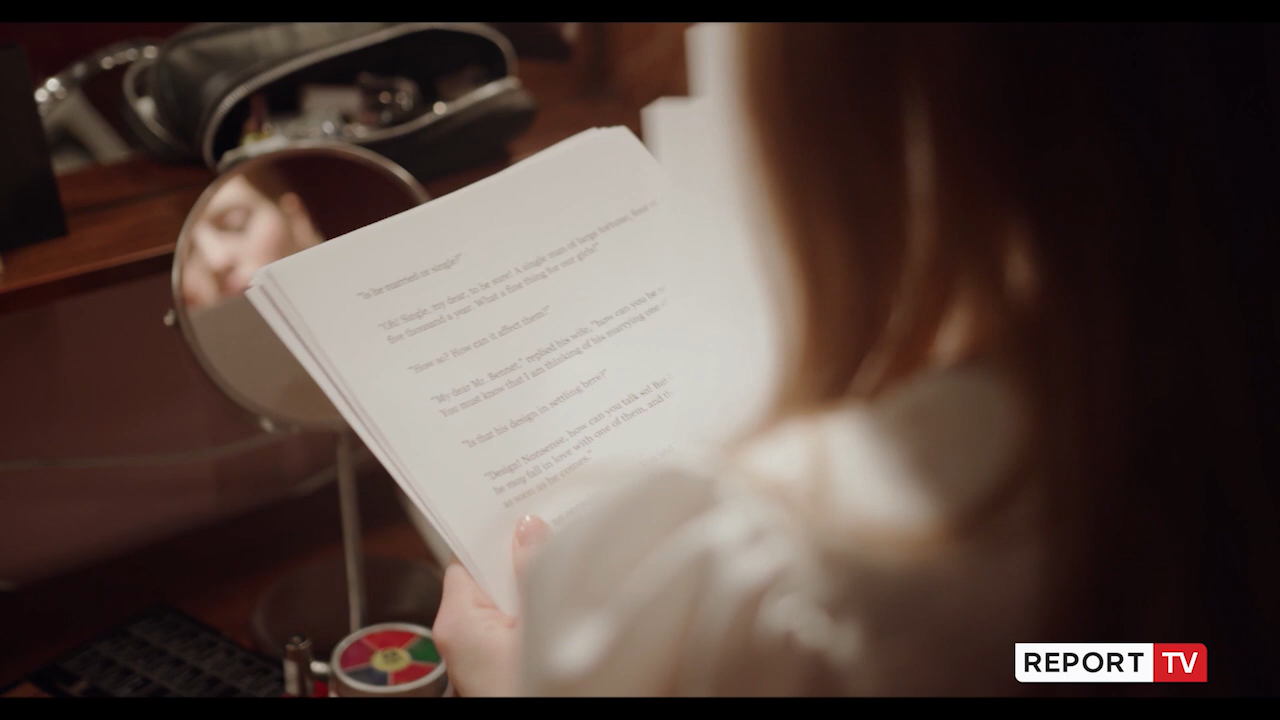 "Is he married or single?"
"Oh! Single, my dear, to be sure! A single man of large fortune; four or
five thousand a year. What a fine thing for our girls!"
"How so? How can it affect them?"
"My dear Mr. Bennet," replied his wife, "how can you be
You must know that I am thinking of his marrying one
"Is that his design in settling here?"
"Design! Nonsense, how can you talk so! But
he may fall in love with one of them, and
as soon as he comes."
REPORT TV